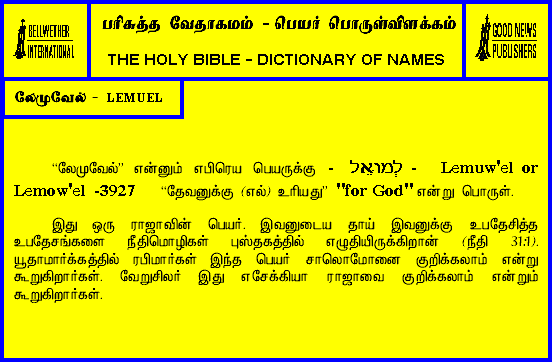 BELLWETHER
INTERNATIONAL
பரிசுத்த வேதாகமம் - பெயர் பொருள்விளக்கம்
THE HOLY BIBLE - DICTIONARY OF NAMES
GOOD NEWS
PUBLISHERS
லேமுவேல் - LEMUEL
“லேமுவேல்” என்னும் எபிரெய பெயருக்கு - לְמוּאֵל - Lemuw'el or
Lemow'el -3927 “தேவனுக்கு (எல்) உரியது” "for God" என்று பொருள்.
இது ஒரு ராஜாவின் பெயர். இவனுடைய தாய் இவனுக்கு உபதேசித்த
உபதேசங்களை நீதிமொழிகள் புஸ்தகத்தில் எழுதியிருக்கிறான் (நீதி 31:1).
யூதாமார்க்கத்தில் ரபிமார்கள் இந்த பெயர் சாலொமோனை குறிக்கலாம் என்று
கூறுகிறார்கள். வேறுசிலர் இது எசேக்கியா ராஜாவை குறிக்கலாம் என்றும்
கூறுகிறார்கள்.